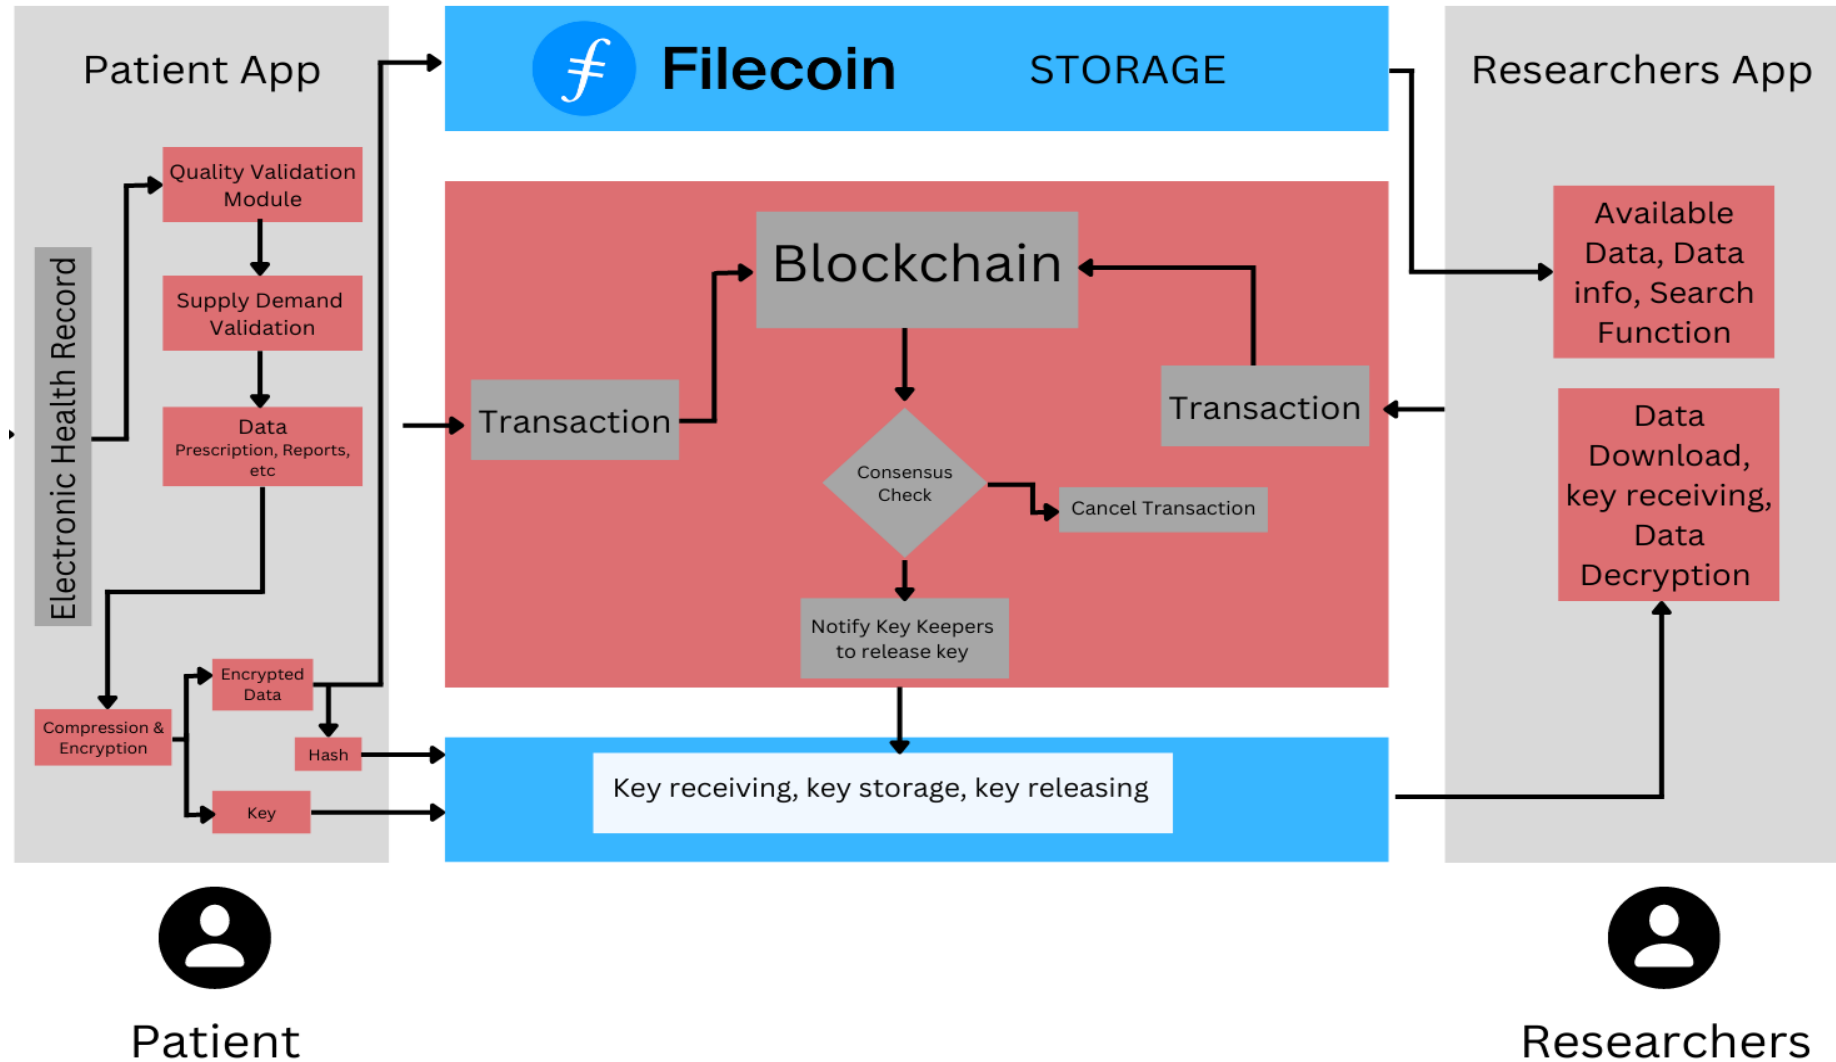 Patient App
Quality Validation
Module
Supply Demand
Validation
Data
Prescription, Reports,
etc
Electronic Health Record
Encrypted
Data
Compression &
Encryption
Hash
Key
Filecoin
STORAGE
Blockchain
Transaction
Transaction
Consensus
Check
Cancel Transaction
Notify Key Keepers
to release key
Key receiving, key storage, key releasing
Researchers App
Available
Data, Data
info, Search
Function
Data
Download,
key receiving,
Data
Decryption
Patient
Researchers